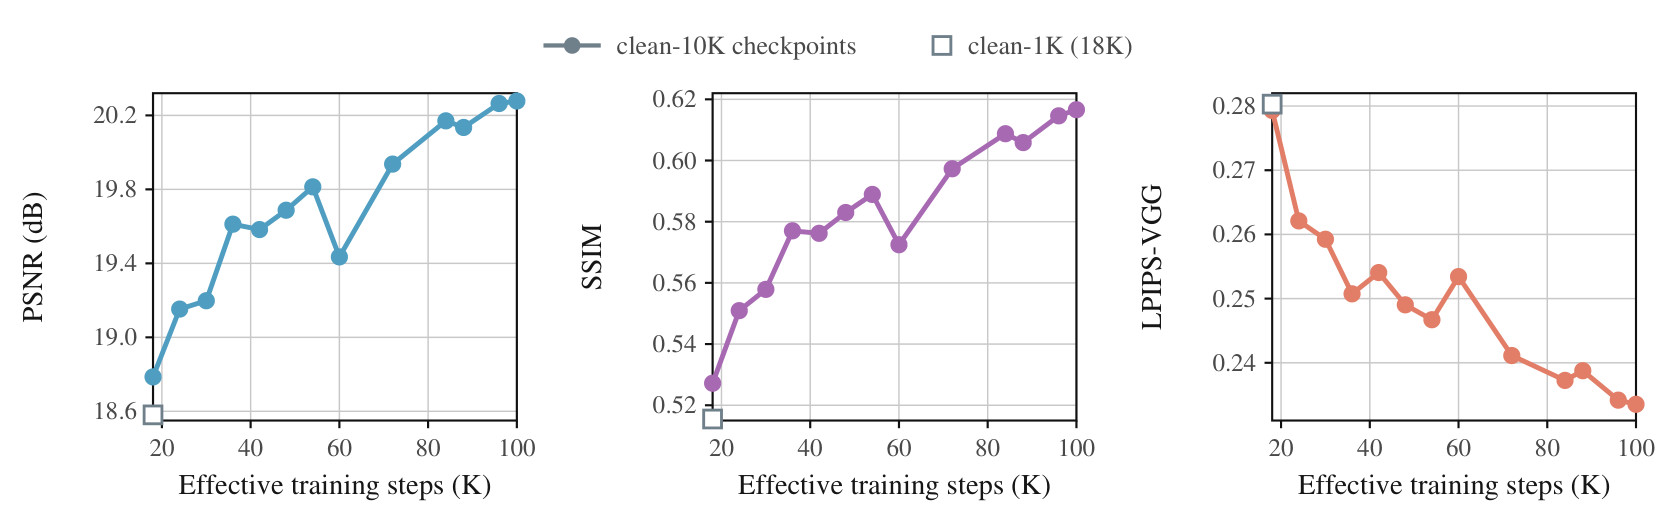 clean-10K checkpoints
clean-1K (18K)
PSNR (dB)
20.2
19.8
19.4
19.0
18.6
20 40 60 80 100
Effective training steps (K)
SSIM
0.62
0.60
0.58
0.56
0.54
0.52
20 40 60 80 100
Effective training steps (K)
LPIPS-VGG
0.28
0.27
0.26
0.25
0.24
20 40 60 80 100
Effective training steps (K)